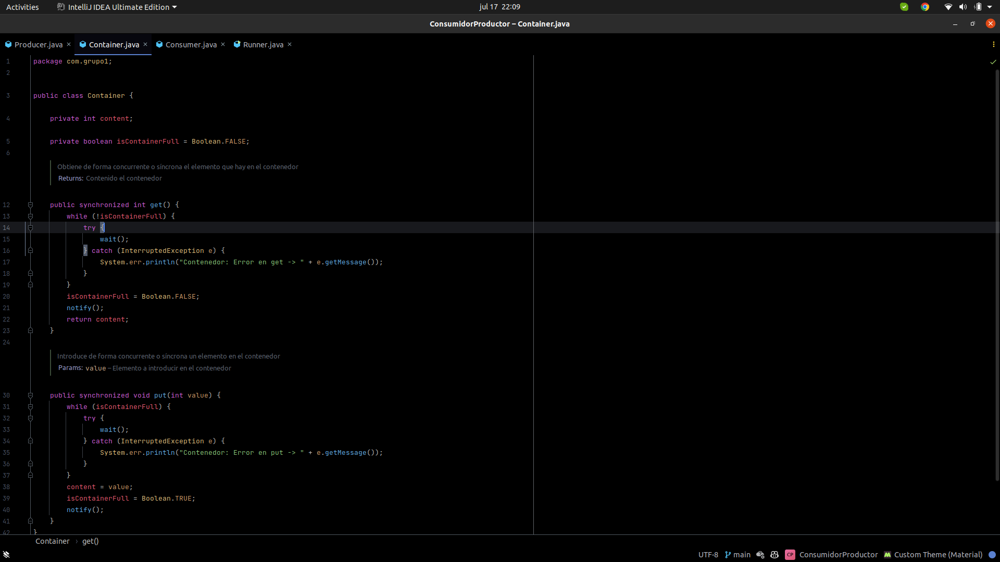 Activities IntelliJ IDEA Ultimate Edition jul 17 22:09
ConsumidorProductor – Container.java
Producer.java × Container.java × Consumer.java × Runner.java ×
1 package com.grupo1;
2
3 public class Container {
4 private int content;
5 private boolean isContainerFull = Boolean.FALSE;
6
Obtiene de forma concurrente o síncrona el elemento que hay en el contenedor
Returns: Contenido el contenedor
12 public synchronized int get() {
13 while (!isContainerFull) {
14 try {
15 wait();
16 } catch (InterruptedException e) {
17 System.err.println("Contenedor: Error en get -> " + e.getMessage());
18 }
19 }
20 isContainerFull = Boolean.FALSE;
21 notify();
22 return content;
23 }
24
Introduce de forma concurrente o síncrona un elemento en el contenedor
Params: value – Elemento a introducir en el contenedor
30 public synchronized void put(int value) {
31 while (isContainerFull) {
32 try {
33 wait();
34 } catch (InterruptedException e) {
35 System.err.println("Contenedor: Error en put -> " + e.getMessage());
36 }
37 }
38 content = value;
39 isContainerFull = Boolean.TRUE;
40 notify();
41 }
42 }
Container › get()
UTF-8 main CP ConsumidorProductor M Custom Theme (Material)